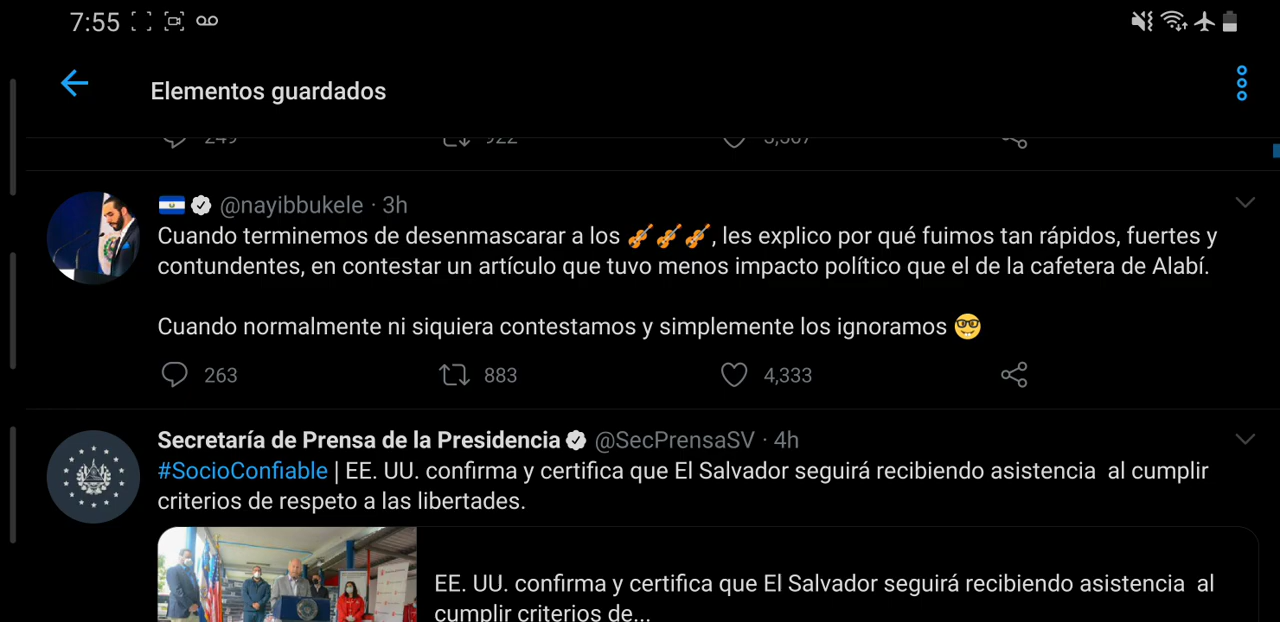 7:55
Elementos guardados
249 922 3,567
@nayibbukele · 3h
Cuando terminemos de desenmascarar a los 🎻🎻🎻, les explico por qué fuimos tan rápidos, fuertes y
contundentes, en contestar un artículo que tuvo menos impacto político que el de la cafetera de Alabí.
Cuando normalmente ni siquiera contestamos y simplemente los ignoramos 🤓
263 883 4,333
Secretaría de Prensa de la Presidencia @SecPrensaSV · 4h
#SocioConfiable | EE. UU. confirma y certifica que El Salvador seguirá recibiendo asistencia  al cumplir
criterios de respeto a las libertades.
EE. UU. confirma y certifica que El Salvador seguirá recibiendo asistencia  al
cumplir criterios de...